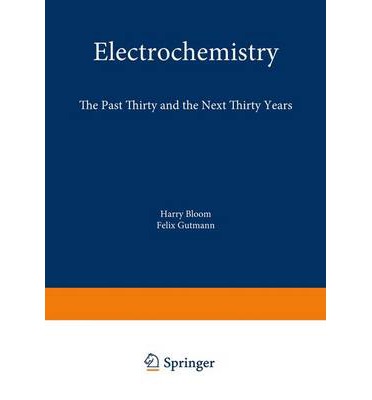 Electrochemistry
The Past Thirty and the Next Thirty Years
Harry Bloom
Felix Gutmann
Springer